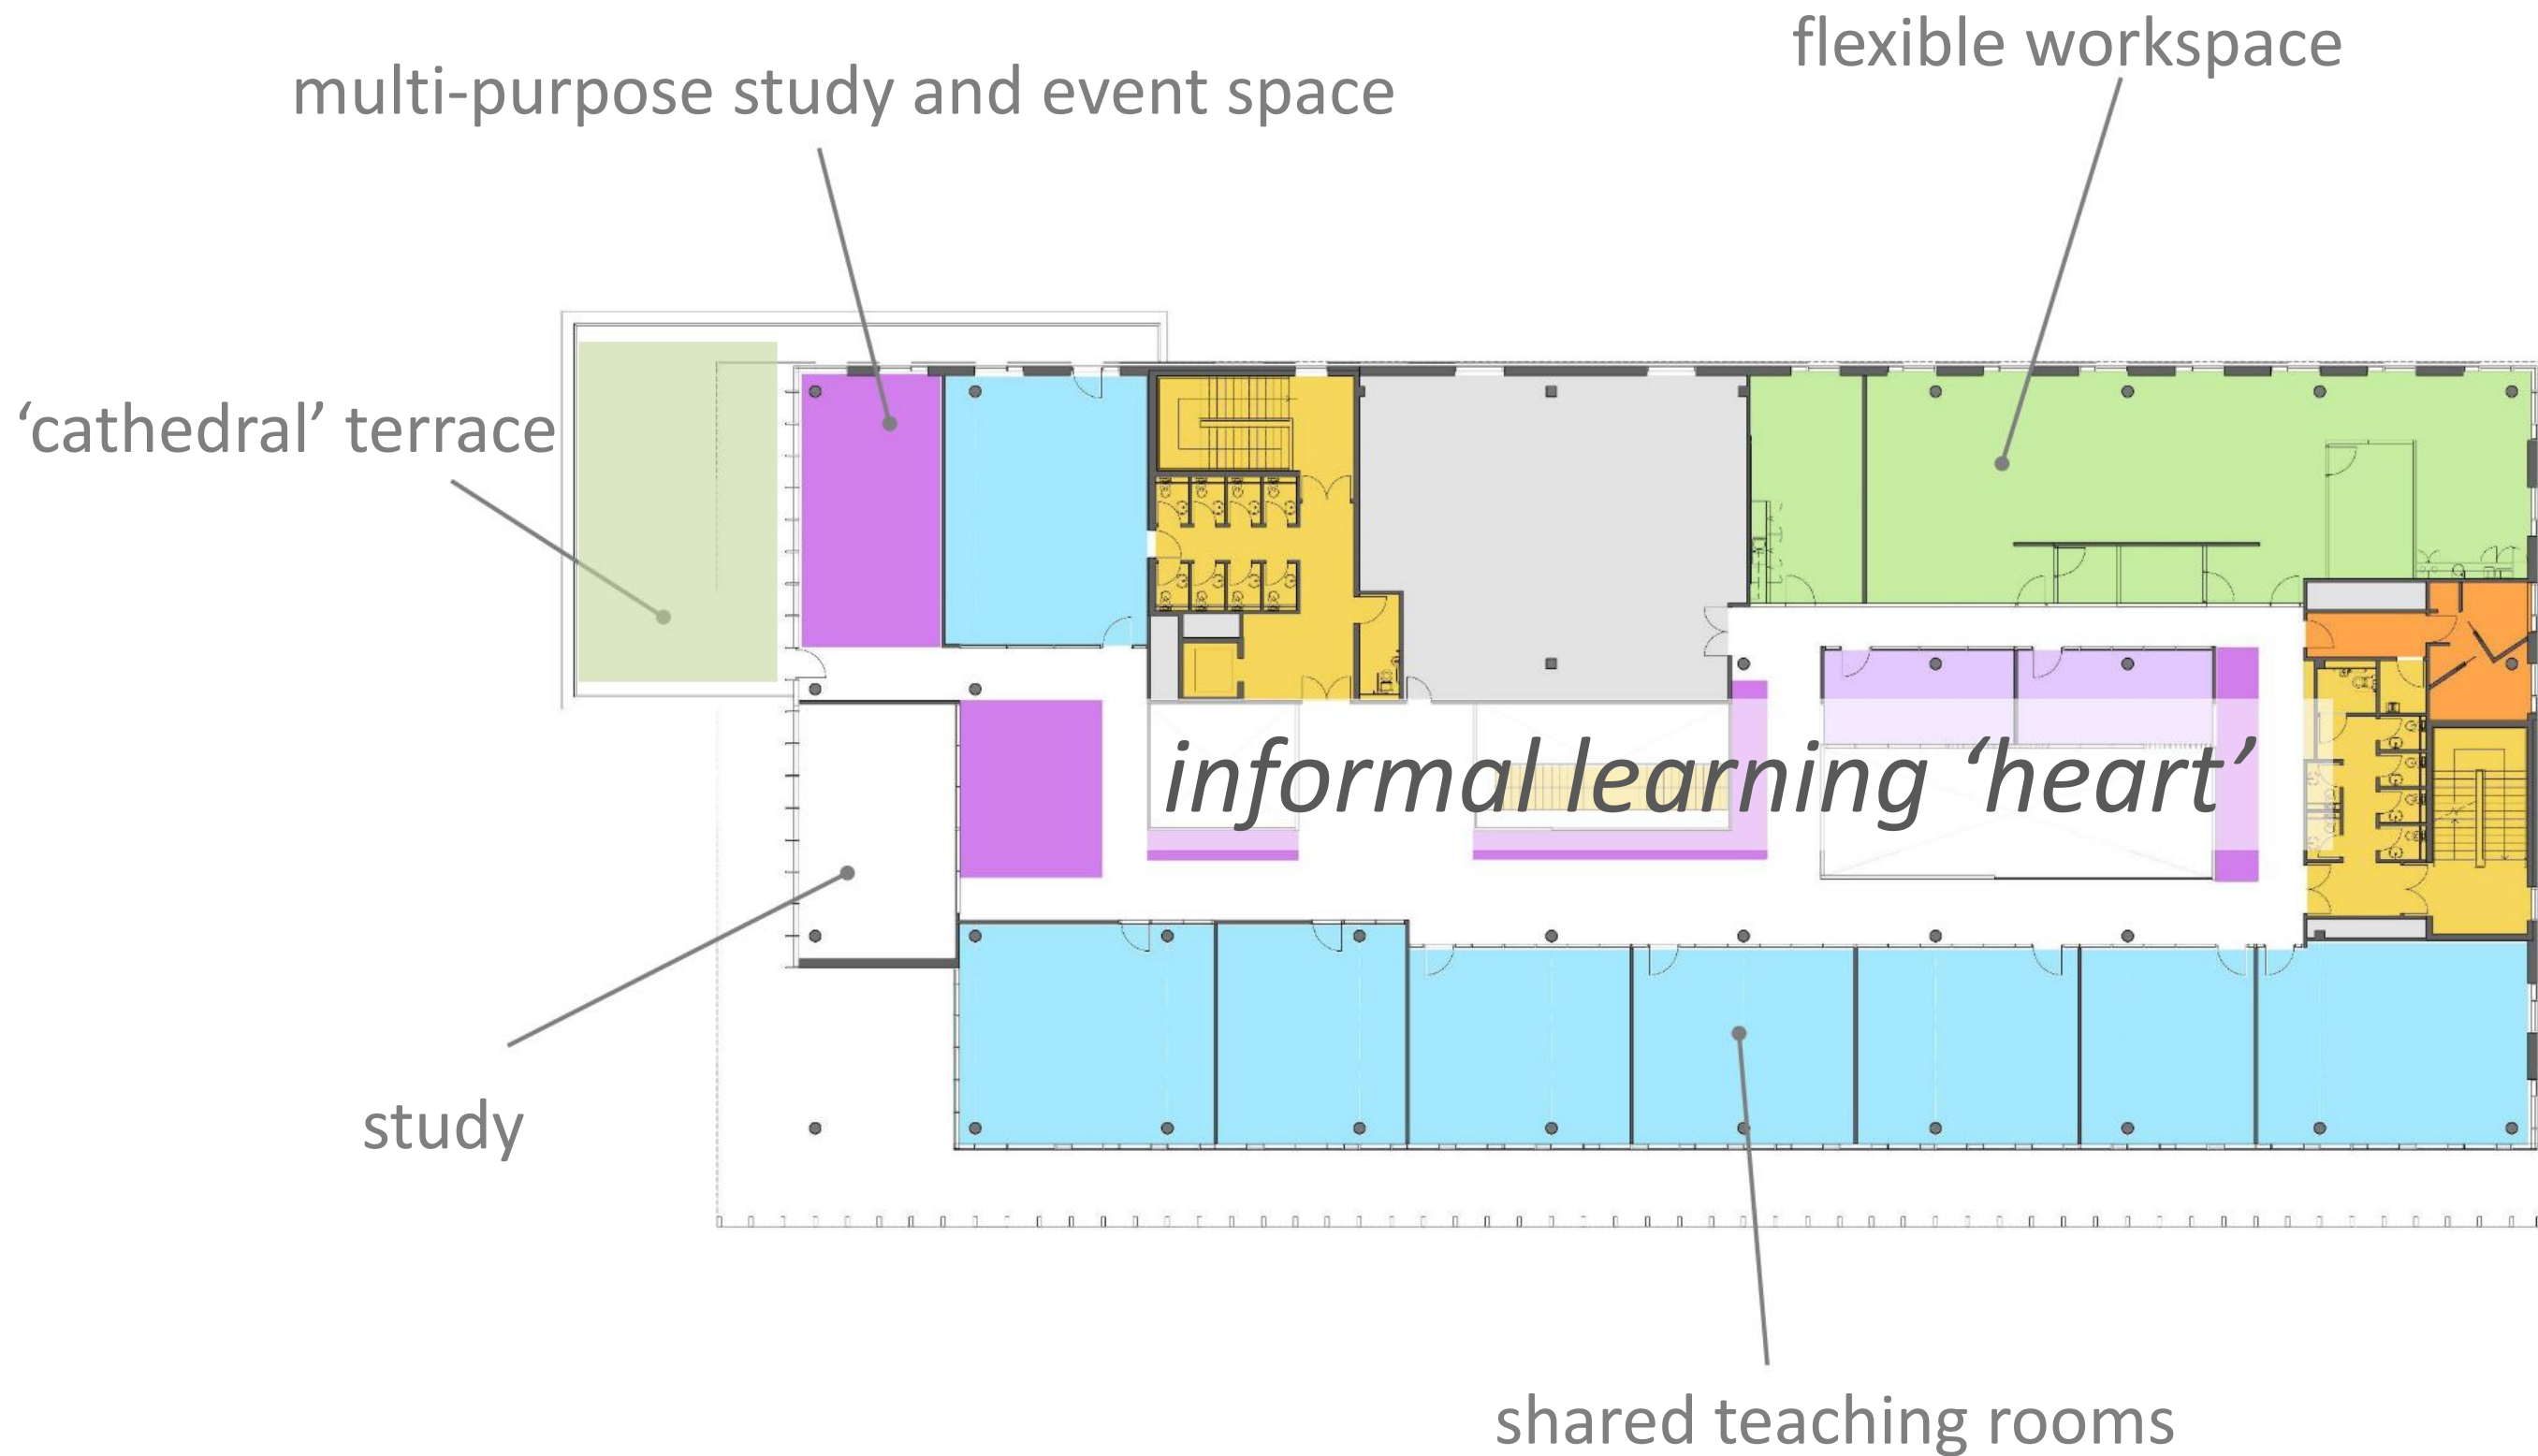 flexible workspace
multi-purpose study and event space
‘cathedral’ terrace
informal learning ‘heart’
study
shared teaching rooms